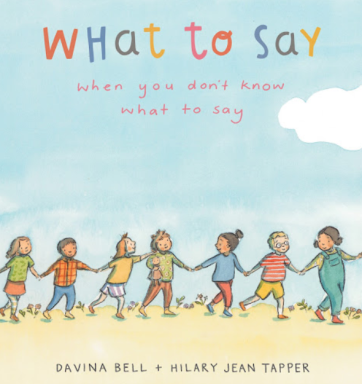 WHat to Say
when you don't know
what to say
DAVINA BELL + HILARY JEAN TAPPER